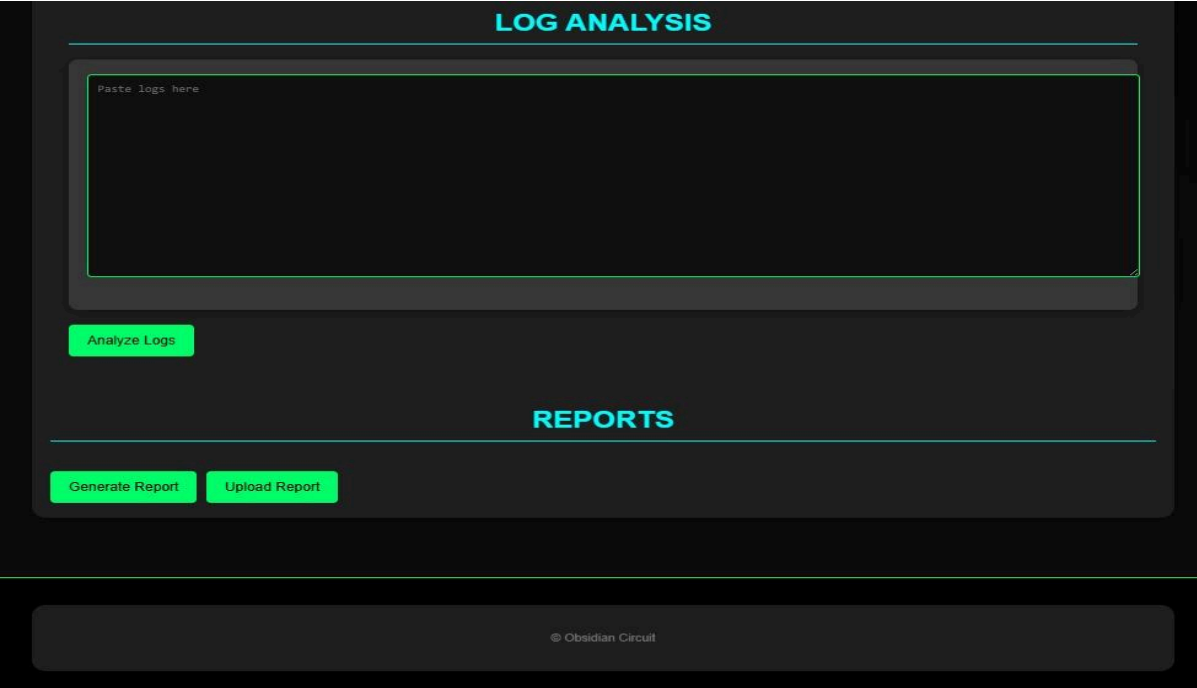 LOG ANALYSIS
Paste logs here
Analyze Logs
REPORTS
Generate Report Upload Report
© Obsidian Circuit